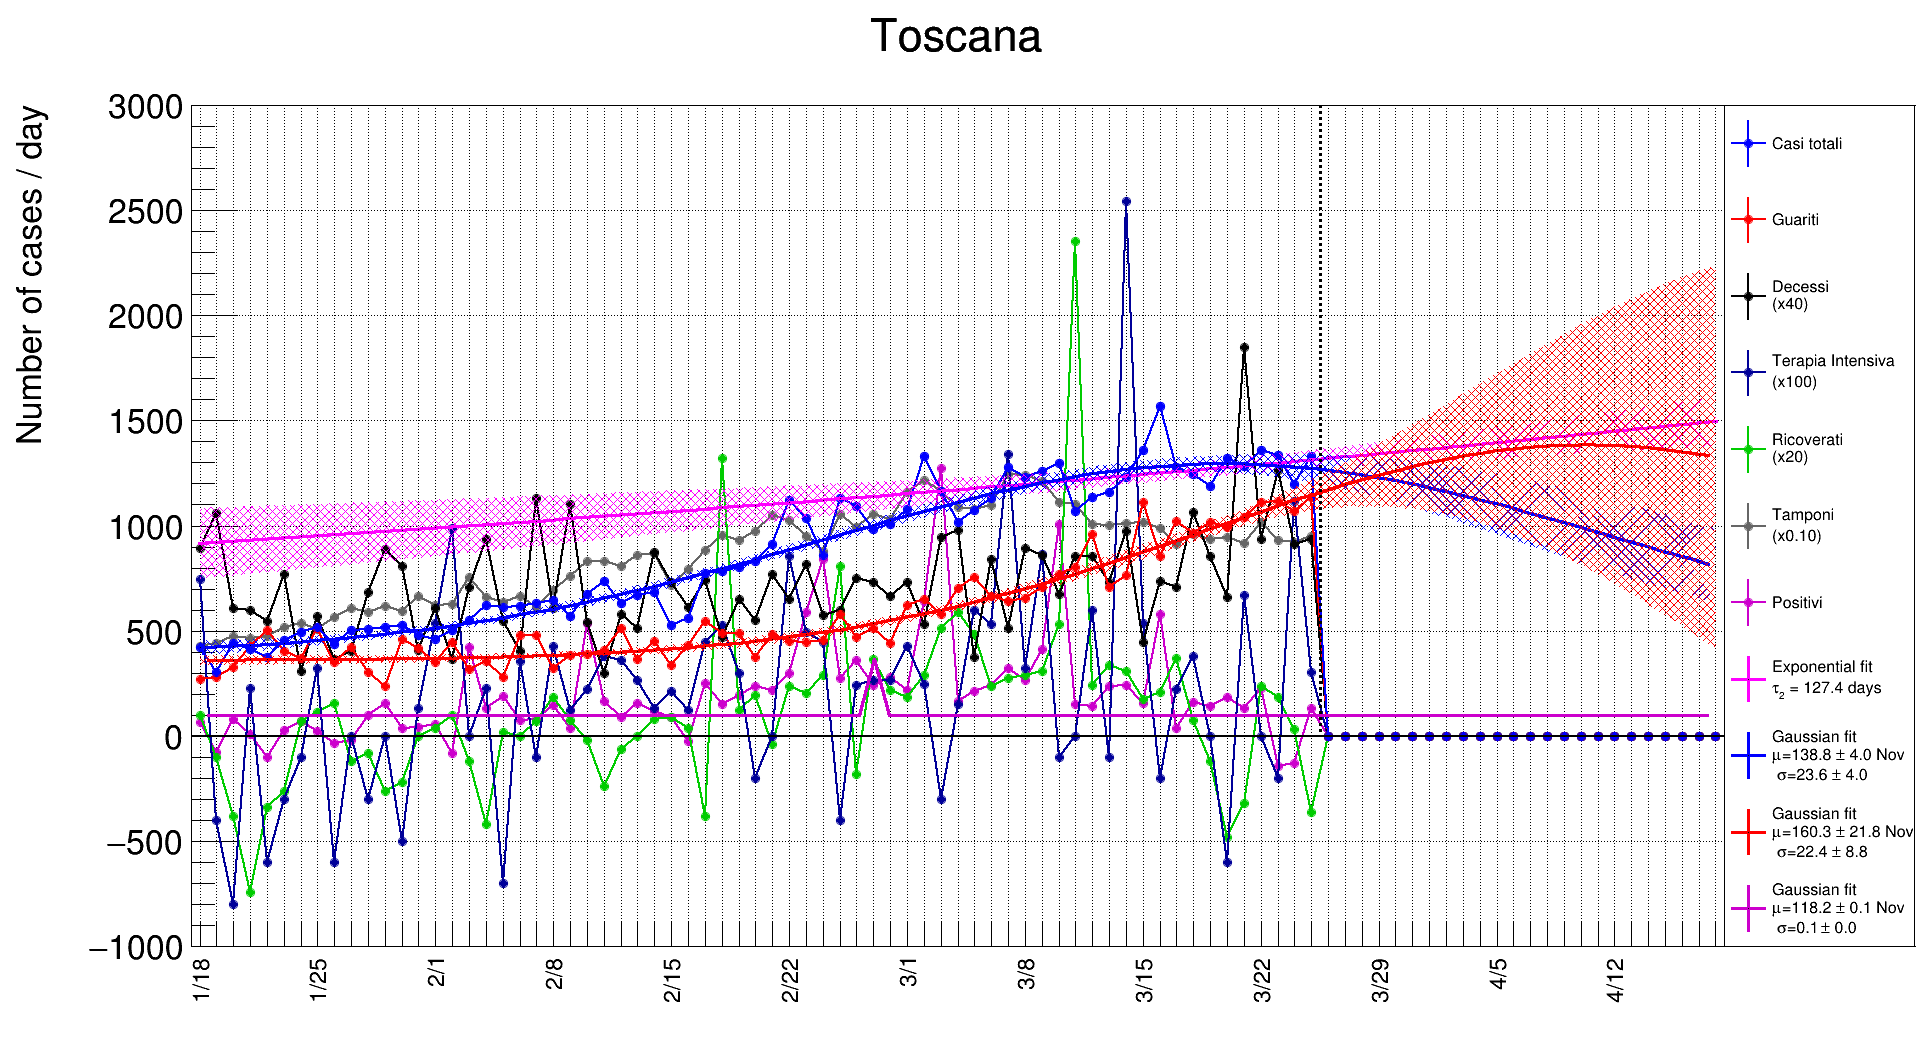 Toscana
Number of cases / day
3000
2500
2000
1500
1000
500
0
−500
−1000
1/18
1/25
2/1
2/8
2/15
2/22
3/1
3/8
3/15
3/22
3/29
4/5
4/12
Casi totali
Guariti
Decessi
(x40)
Terapia Intensiva
(x100)
Ricoverati
(x20)
Tamponi
(x0.10)
Positivi
Exponential fit
τ2 = 127.4 days
Gaussian fit
μ=138.8 ± 4.0 Nov
σ=23.6 ± 4.0
Gaussian fit
μ=160.3 ± 21.8 Nov
σ=22.4 ± 8.8
Gaussian fit
μ=118.2 ± 0.1 Nov
σ=0.1 ± 0.0